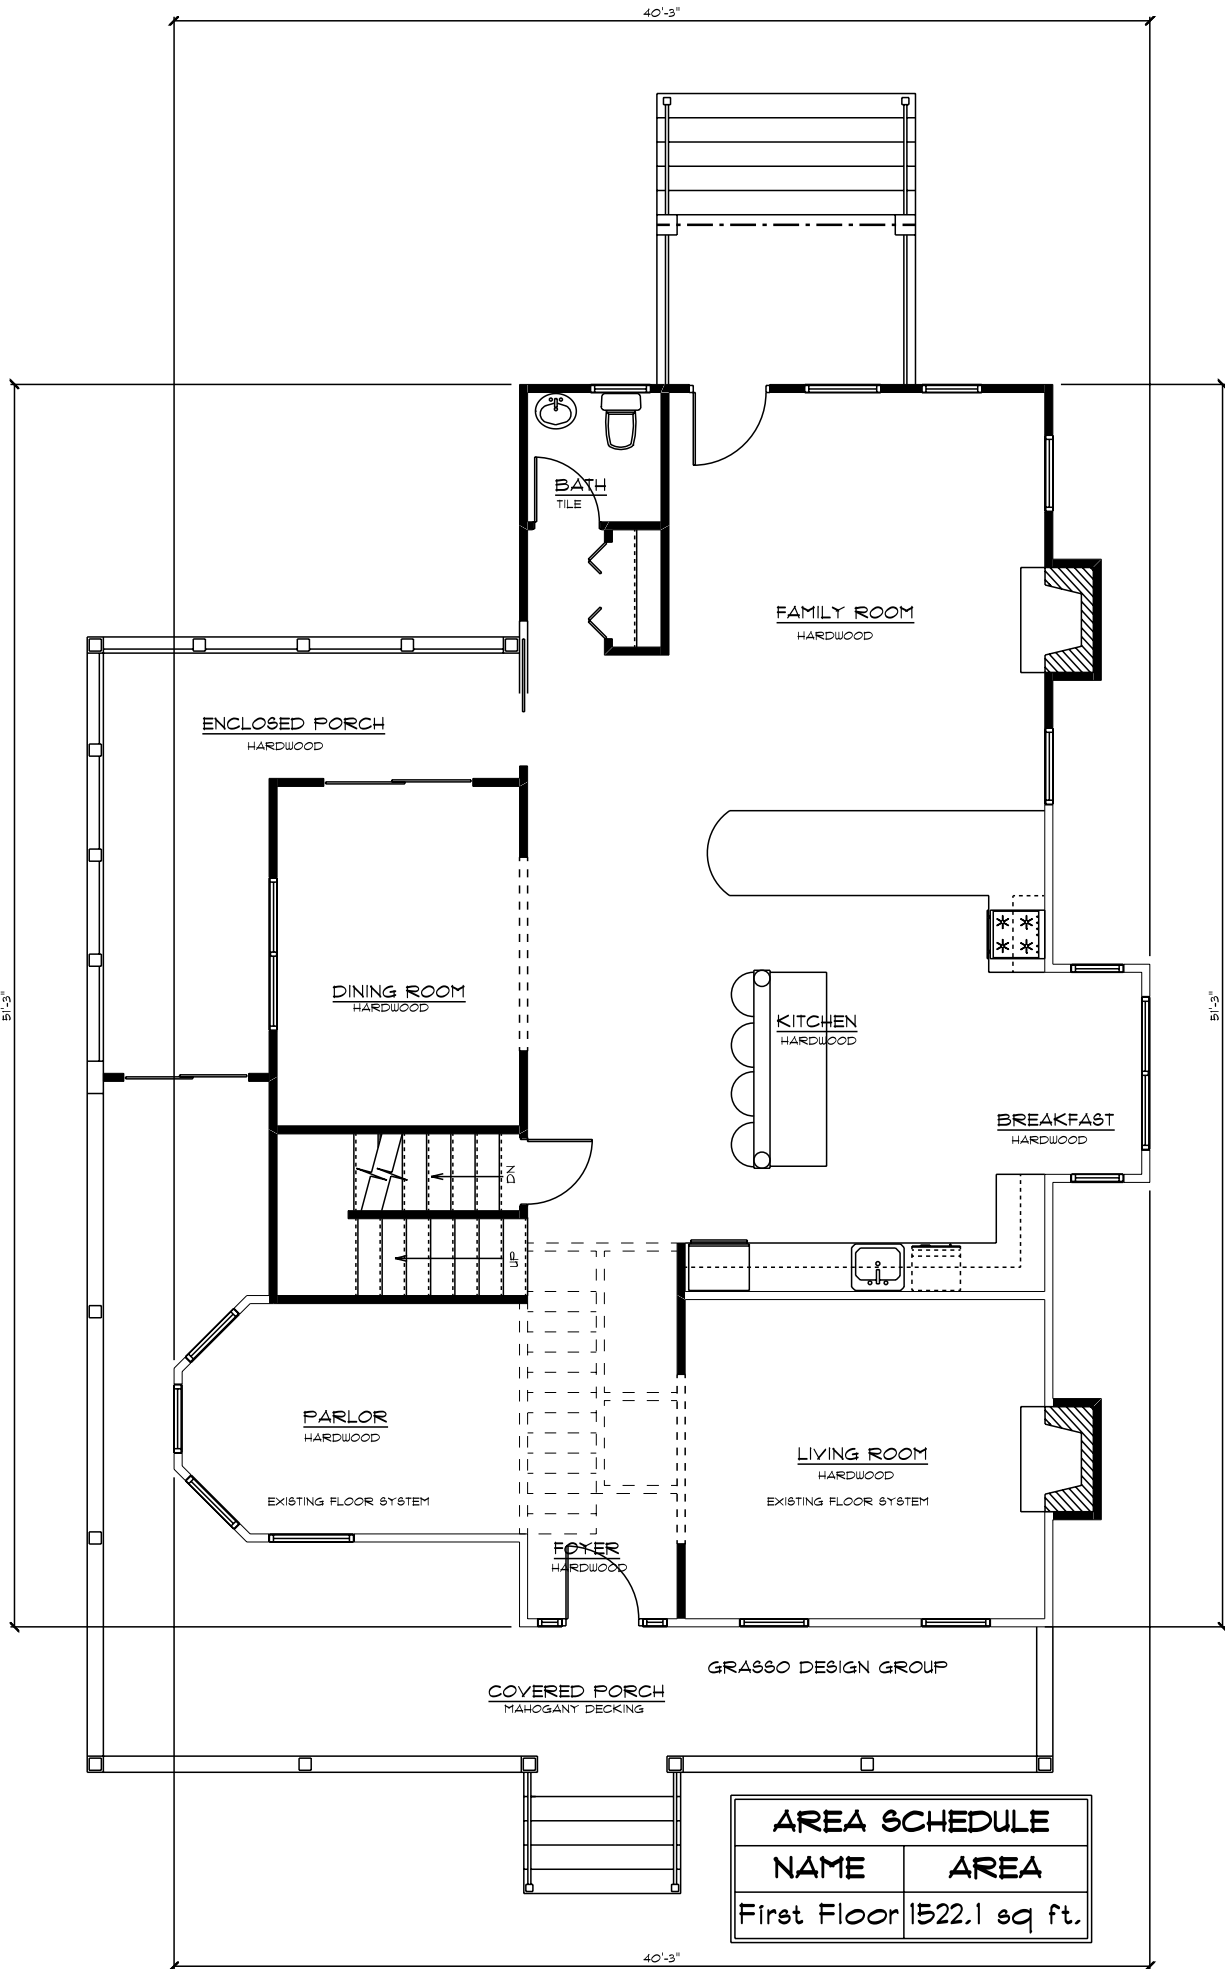 40'-3"
BATH
TILE
FAMILY ROOM
HARDWOOD
ENCLOSED PORCH
HARDWOOD
DINING ROOM
HARDWOOD
51'-3"
51'-3"
KITCHEN
HARDWOOD
BREAKFAST
HARDWOOD
DN
UP
PARLOR
HARDWOOD
EXISTING FLOOR SYSTEM
LIVING ROOM
HARDWOOD
EXISTING FLOOR SYSTEM
FOYER
HARDWOOD
GRASSO DESIGN GROUP
COVERED PORCH
MAHOGANY DECKING
AREA SCHEDULE
NAME AREA
First Floor 1522.1 sq ft.
40'-3"